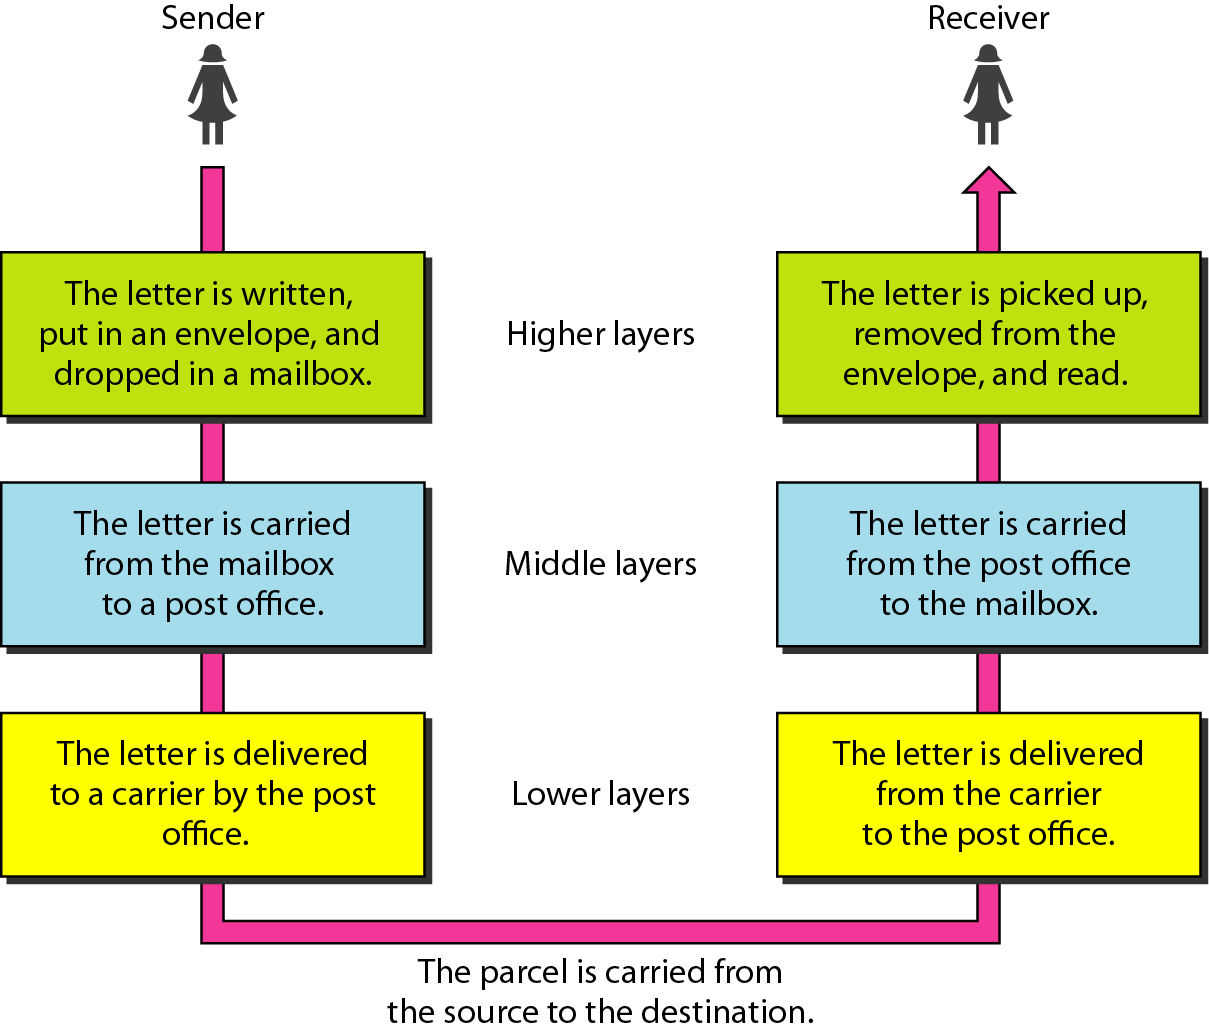 Sender
Receiver
The letter is written,
put in an envelope, and
dropped in a mailbox.
Higher layers
The letter is picked up,
removed from the
envelope, and read.
The letter is carried
from the mailbox
to a post office.
Middle layers
The letter is carried
from the post office
to the mailbox.
The letter is delivered
to a carrier by the post
office.
Lower layers
The letter is delivered
from the carrier
to the post office.
The parcel is carried from
the source to the destination.